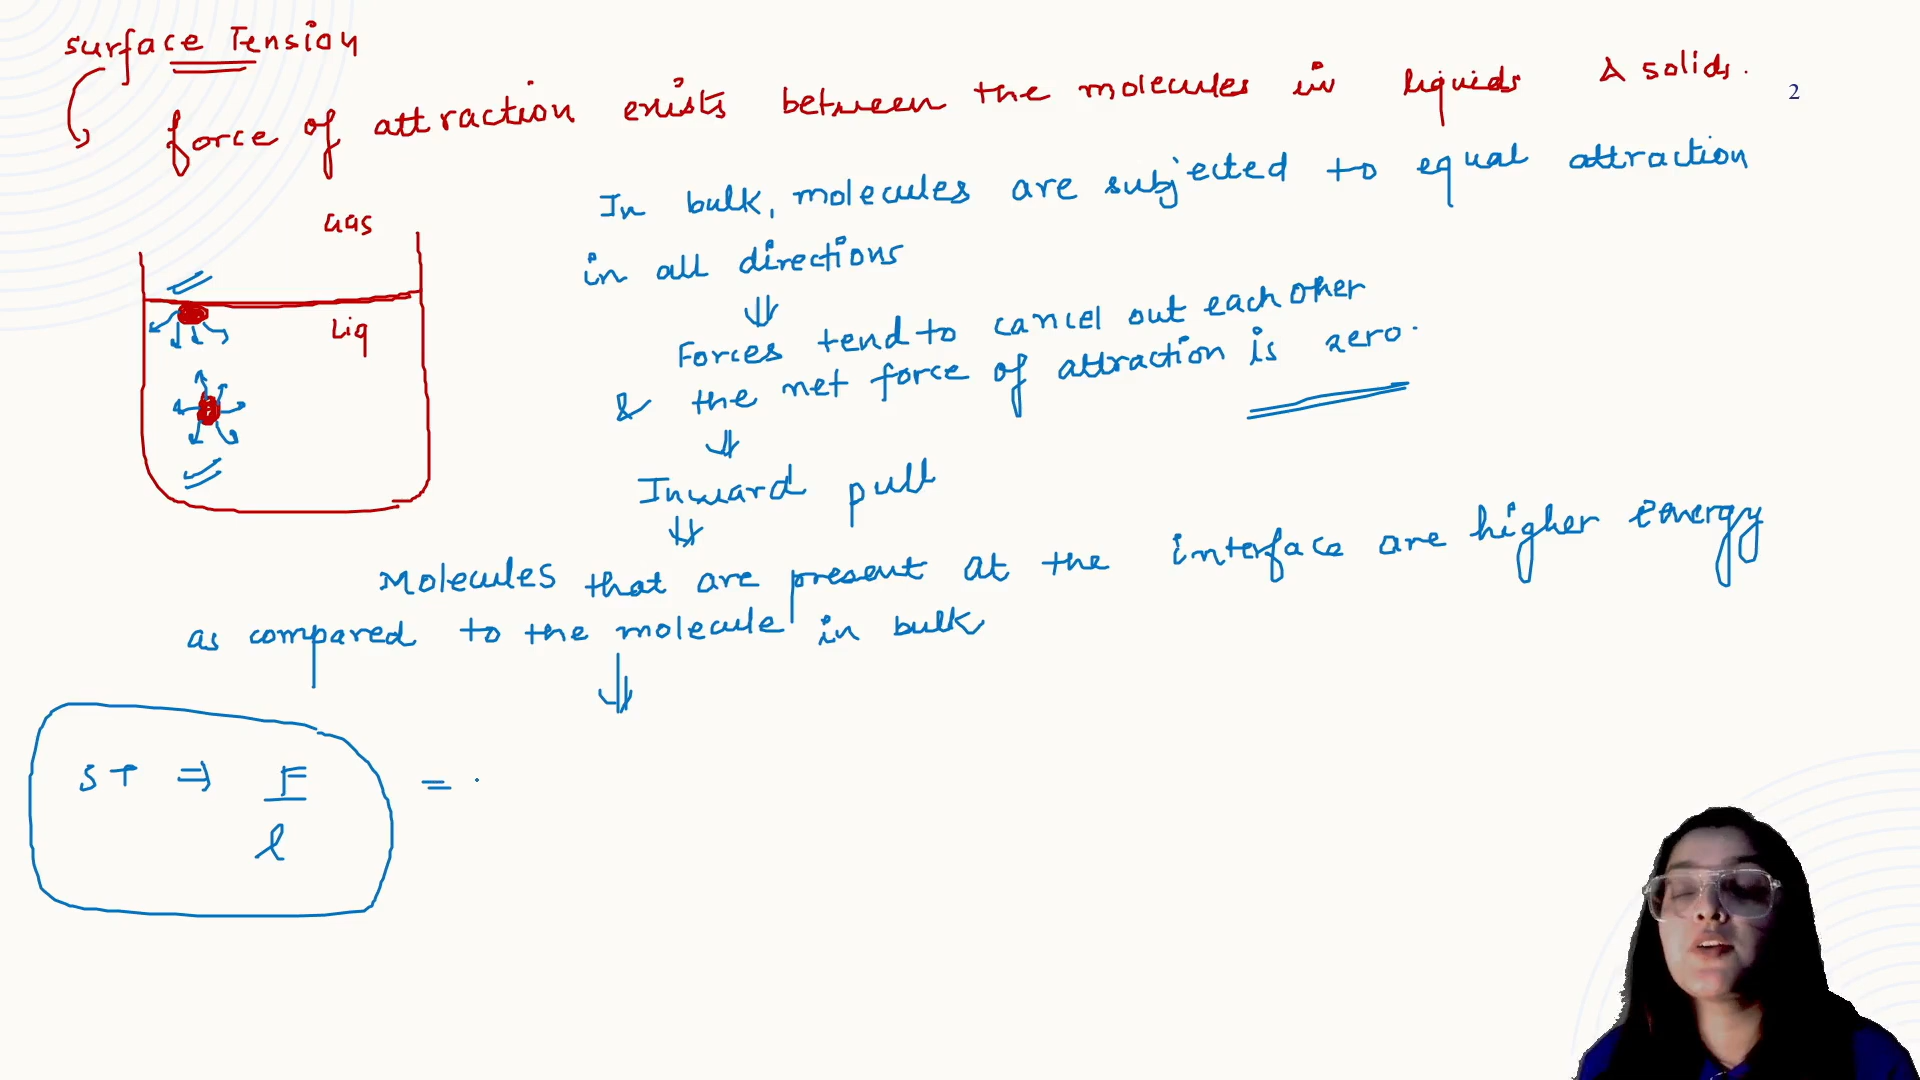 Surface Tension
force of attraction exists between the molecules in liquids & solids.
2
Gas
Liq
In bulk, molecules are subjected to equal attraction
in all directions
⇓
Forces tend to cancel out each other
& the net force of attraction is zero.
⇓
Inward pull
⇓
Molecules that are present at the interface are higher energy
as compared to the molecule in bulk
⇓
ST ⇒ F/l =